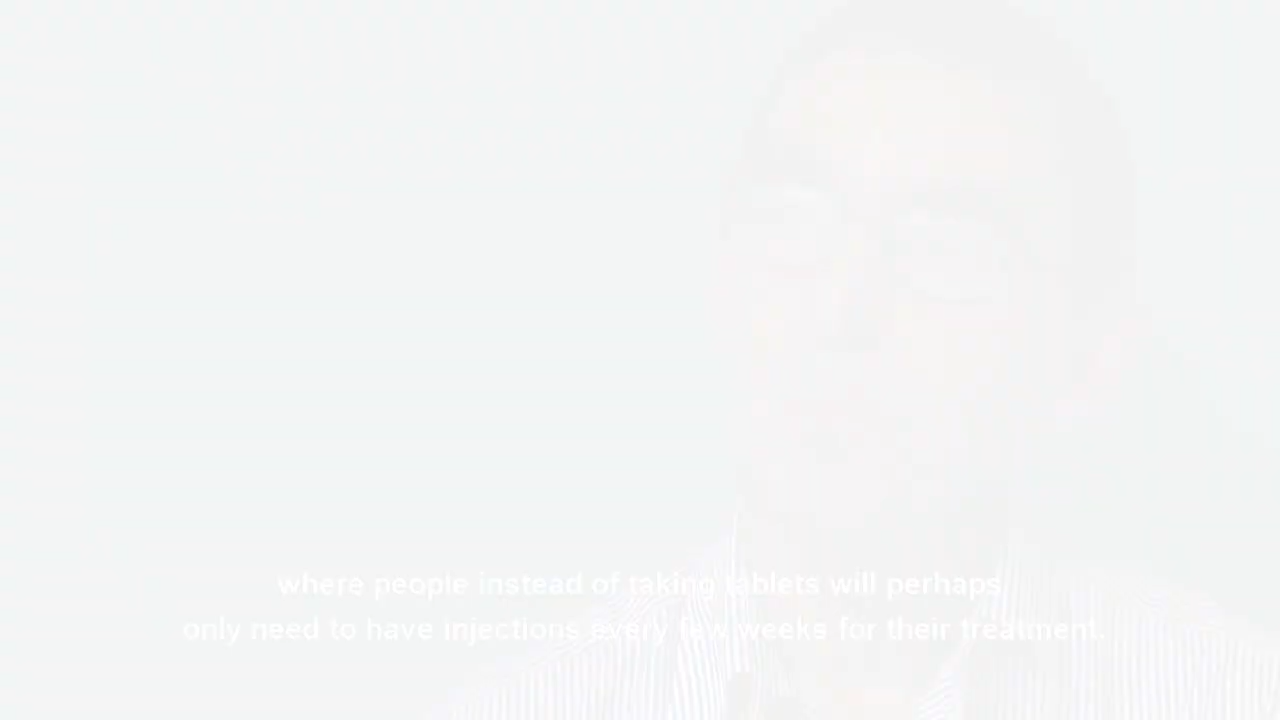 where people instead of taking tablets will perhaps
only need to have injections every few weeks for their treatment.